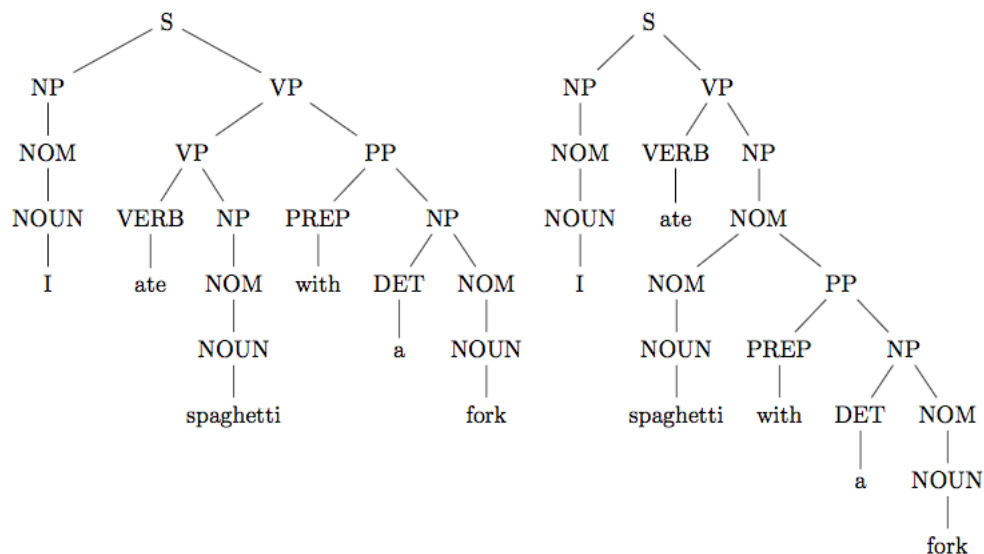 S S
NP VP NP VP
NOM VP PP NOM VERB NP
NOUN VERB NP PREP NP NOUN ate NOM
I ate NOM with DET NOM I NOM PP
NOUN a NOUN NOUN PREP NP
spaghetti fork spaghetti with DET NOM
a NOUN
fork